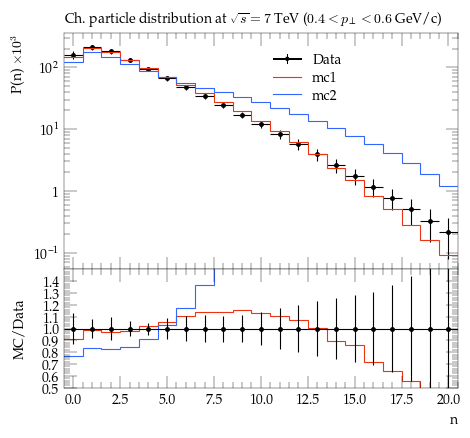 Ch. particle distribution at √s = 7 TeV (0.4 < p⊥ < 0.6 GeV/c)
P(n) ×10³
10²
10¹
1
10⁻¹
Data
mc1
mc2
MC/Data
1.4
1.3
1.2
1.1
1.0
0.9
0.8
0.7
0.6
0.5
0.0 2.5 5.0 7.5 10.0 12.5 15.0 17.5 20.0
n